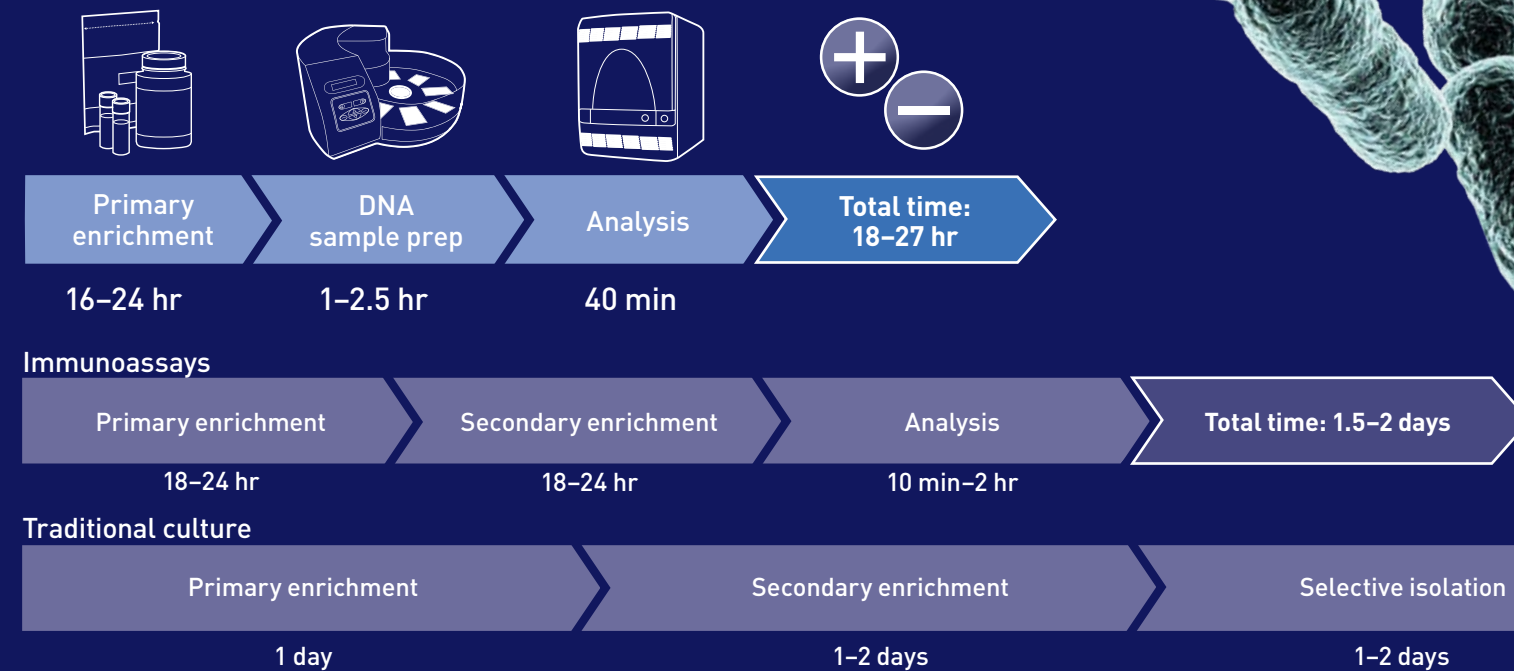 Primary
enrichment
DNA
sample prep
Analysis
Total time:
18–27 hr
16–24 hr
1–2.5 hr
40 min
Immunoassays
Primary enrichment
Secondary enrichment
Analysis
Total time: 1.5–2 days
18–24 hr
18–24 hr
10 min–2 hr
Traditional culture
Primary enrichment
Secondary enrichment
Selective isolation
1 day
1–2 days
1–2 days